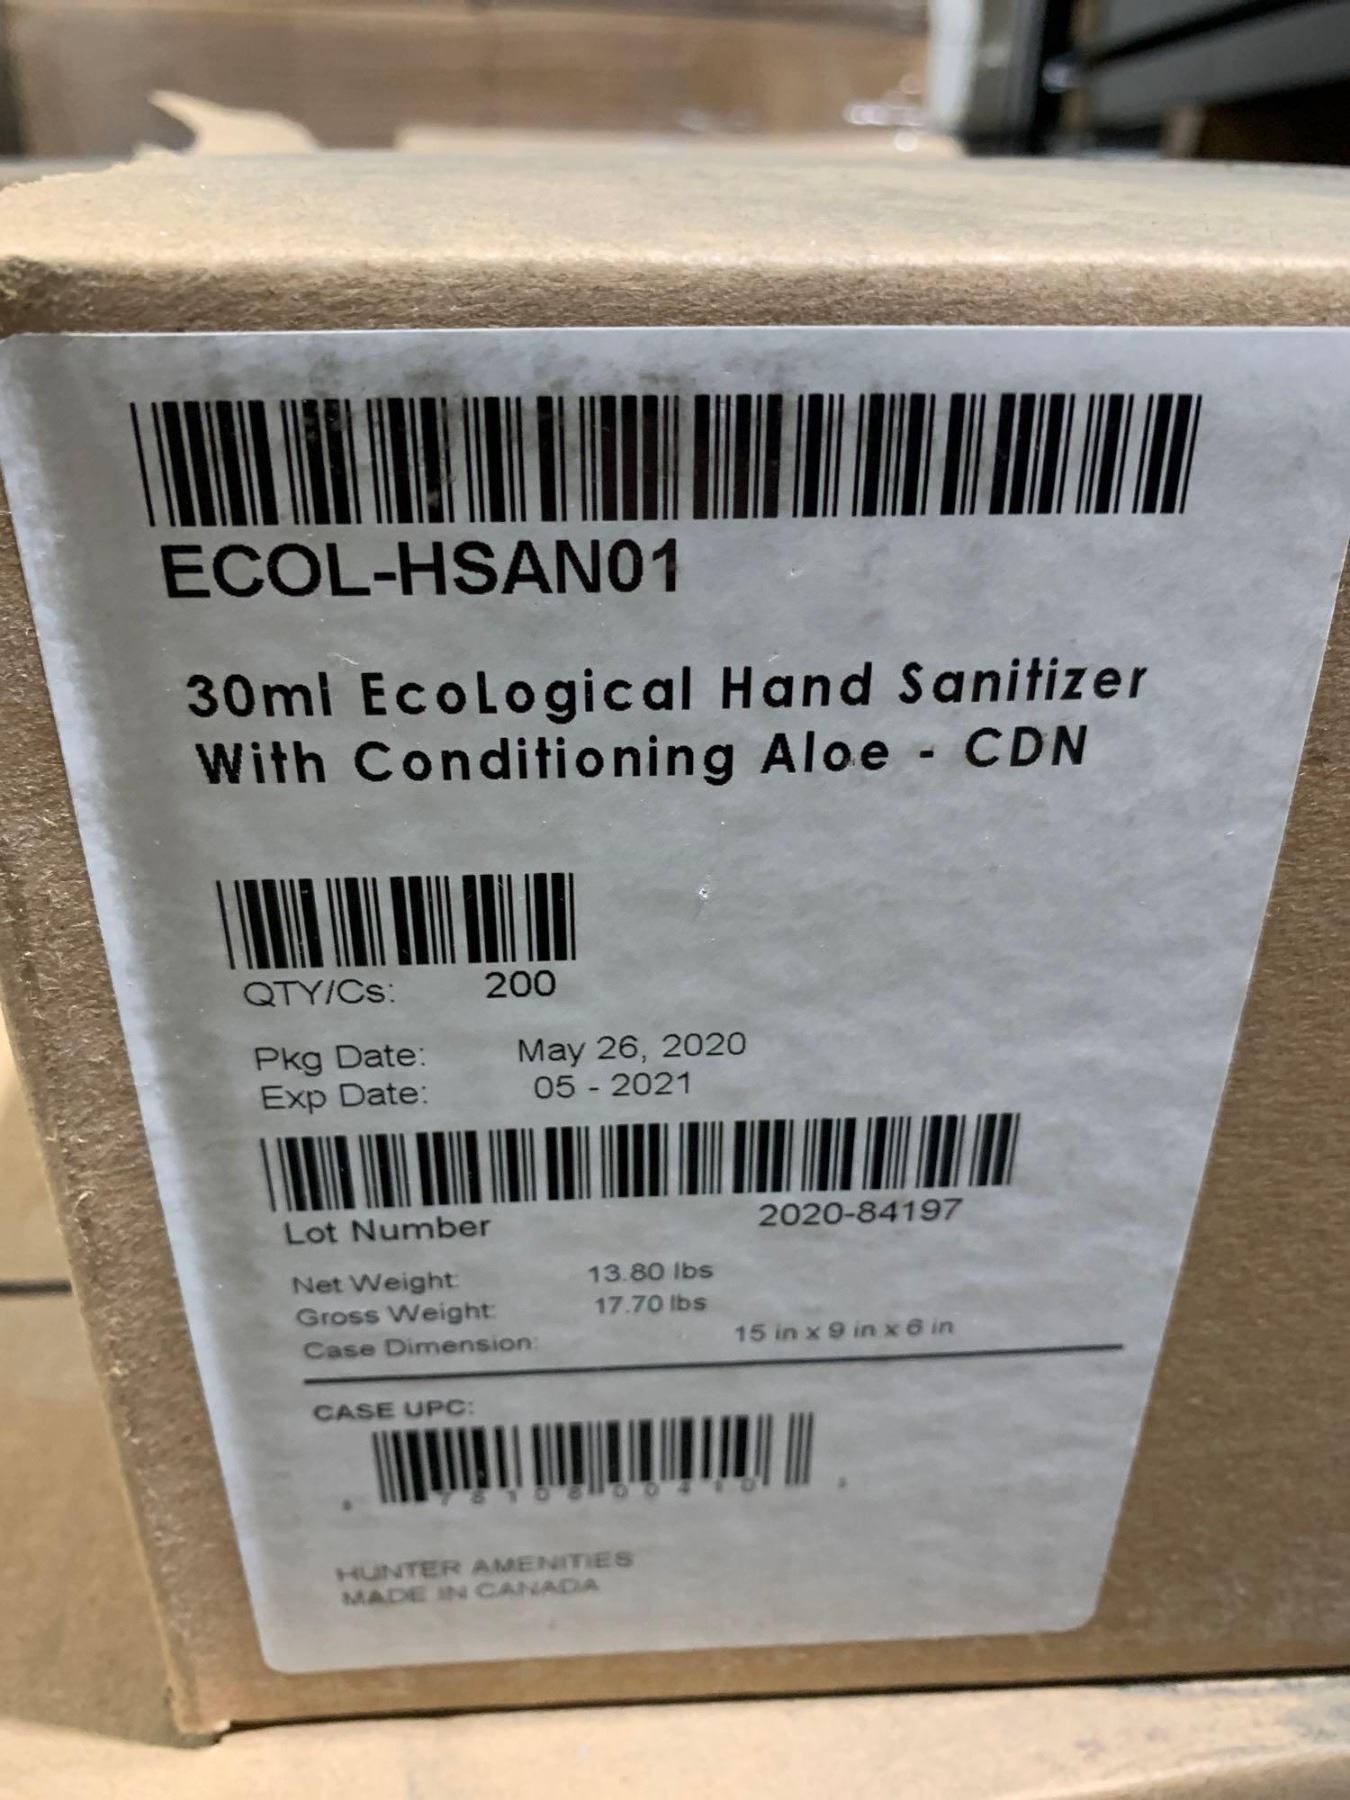 ECOL-HSAN01
30ml EcoLogical Hand Sanitizer
With Conditioning Aloe - CDN
QTY/Cs: 200
Pkg Date: May 26, 2020
Exp Date: 05 - 2021
Lot Number 2020-84197
Net Weight: 13.80 lbs
Gross Weight: 17.70 lbs
Case Dimension: 15 in x 9 in x 6 in
CASE UPC:
HUNTER AMENITIES
MADE IN CANADA